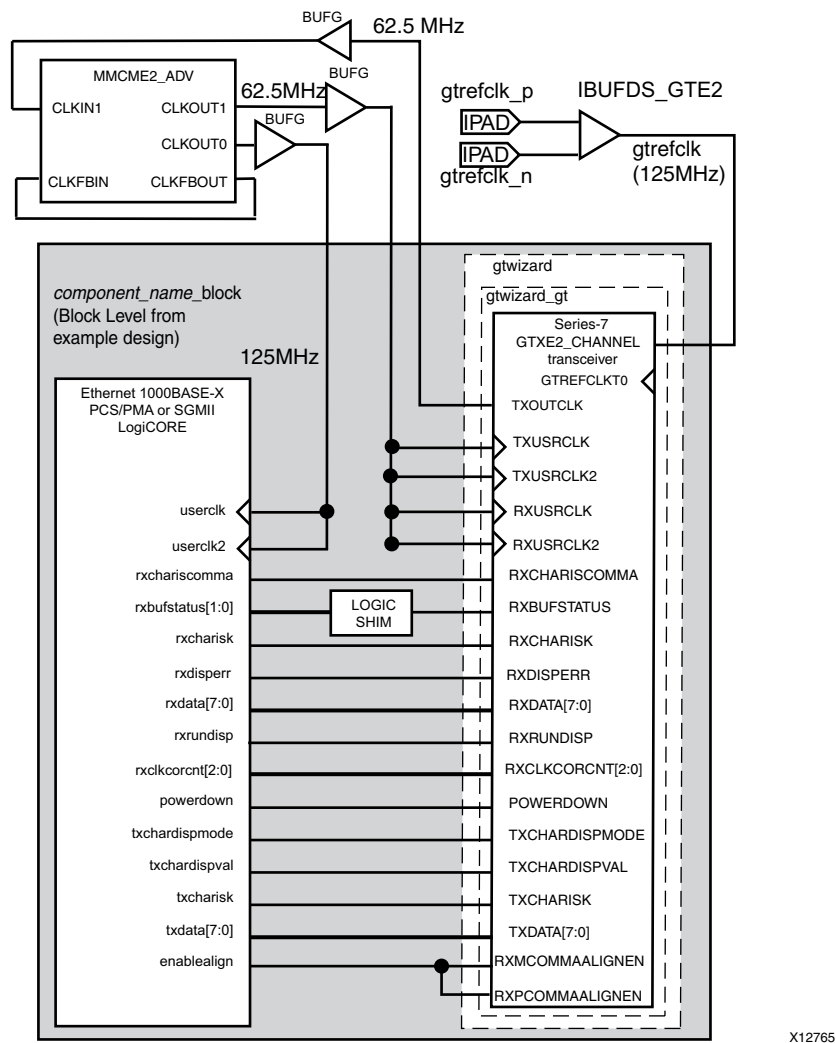 BUFG
62.5 MHz
MMCME2_ADV
CLKIN1
CLKOUT1
CLKOUT0
CLKFBIN
CLKFBOUT
62.5MHz
BUFG
BUFG
gtrefclk_p
IPAD
IPAD
gtrefclk_n
IBUFDS_GTE2
gtrefclk
(125MHz)
component_name_block
(Block Level from
example design)
125MHz
gtwizard
gtwizard_gt
Series-7
GTXE2_CHANNEL
transceiver
GTREFCLKT0
TXOUTCLK
TXUSRCLK
TXUSRCLK2
RXUSRCLK
RXUSRCLK2
RXCHARISCOMMA
RXBUFSTATUS
RXCHARISK
RXDISPERR
RXDATA[7:0]
RXRUNDISP
RXCLKCORCNT[2:0]
POWERDOWN
TXCHARDISPMODE
TXCHARDISPVAL
TXCHARISK
TXDATA[7:0]
RXMCOMMAALIGNEN
RXPCOMMAALIGNEN
Ethernet 1000BASE-X
PCS/PMA or SGMII
LogiCORE
userclk
userclk2
rxchariscomma
rxbufstatus[1:0]
rxcharisk
rxdisperr
rxdata[7:0]
rxrundisp
rxclkcorcnt[2:0]
powerdown
txchardispmode
txchardispval
txcharisk
txdata[7:0]
enablealign
LOGIC
SHIM
X12765